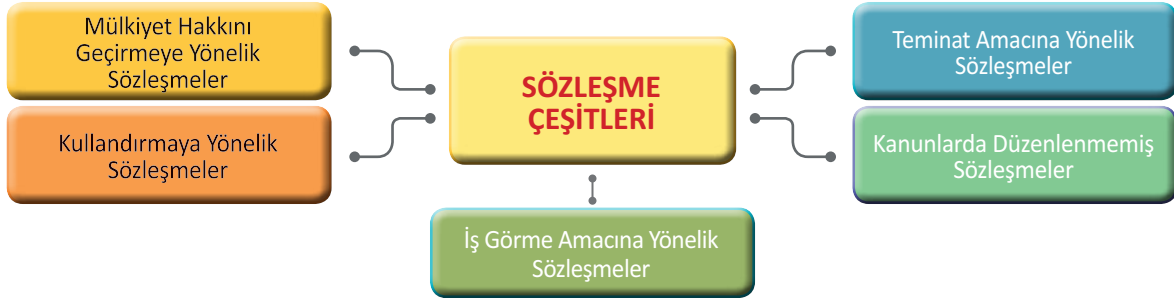 Mülkiyet Hakkını
Geçirmeye Yönelik
Sözleşmeler
Kullandırmaya Yönelik
Sözleşmeler
SÖZLEŞME
ÇEŞİTLERİ
Teminat Amacına Yönelik
Sözleşmeler
Kanunlarda Düzenlenmemiş
Sözleşmeler
İş Görme Amacına Yönelik
Sözleşmeler